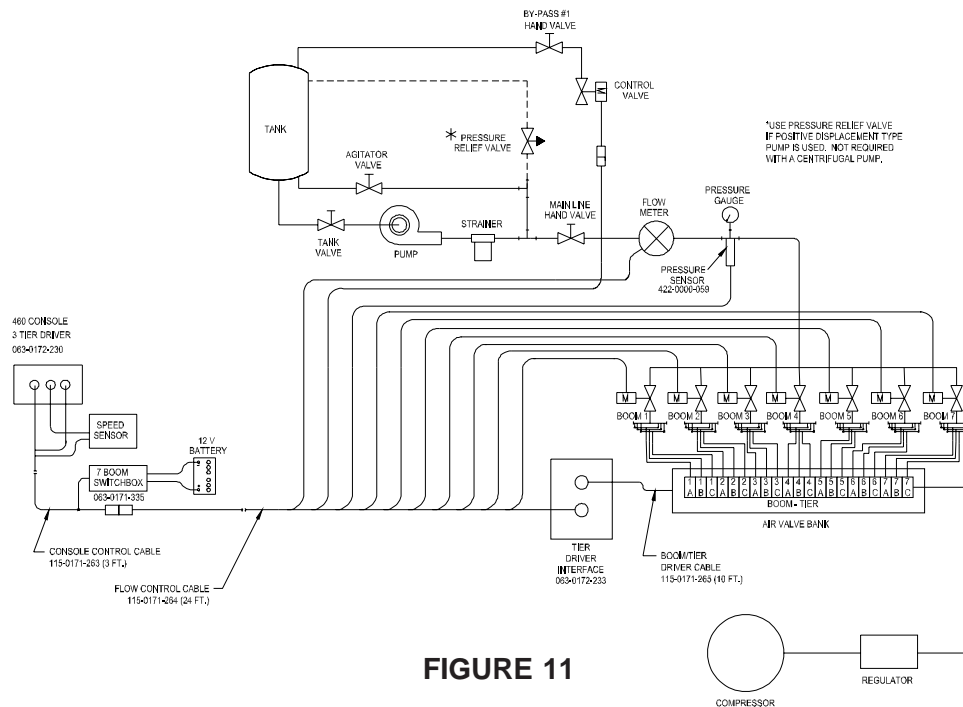 BY-PASS #1
HAND VALVE
CONTROL
VALVE
TANK
* PRESSURE
RELIEF VALVE
*USE PRESSURE RELIEF VALVE
IF POSITIVE DISPLACEMENT TYPE
PUMP IS USED. NOT REQUIRED
WITH A CENTRIFUGAL PUMP.
AGITATOR
VALVE
PRESSURE
GAUGE
MAIN LINE
HAND VALVE
FLOW
METER
STRAINER
TANK
VALVE
PUMP
PRESSURE
SENSOR
422-0000-059
460 CONSOLE
3 TIER DRIVER
063-0172-230
SPEED
SENSOR
12 V
BATTERY
7 BOOM
SWITCHBOX
063-0171-335
M M M M M M M
BOOM 1 BOOM 2 BOOM 3 BOOM 4 BOOM 5 BOOM 6 BOOM 7
1 1 1 2 2 2 3 3 3 4 4 4 5 5 5 6 6 6 7 7 7
A B C A B C A B C A B C A B C A B C A B C
BOOM - TIER
AIR VALVE BANK
CONSOLE CONTROL CABLE
115-0171-263 (3 FT.)
TIER
DRIVER
INTERFACE
063-0172-233
BOOM/TIER
DRIVER CABLE
115-0171-265 (10 FT.)
FLOW CONTROL CABLE
115-0171-264 (24 FT.)
FIGURE 11
REGULATOR
COMPRESSOR